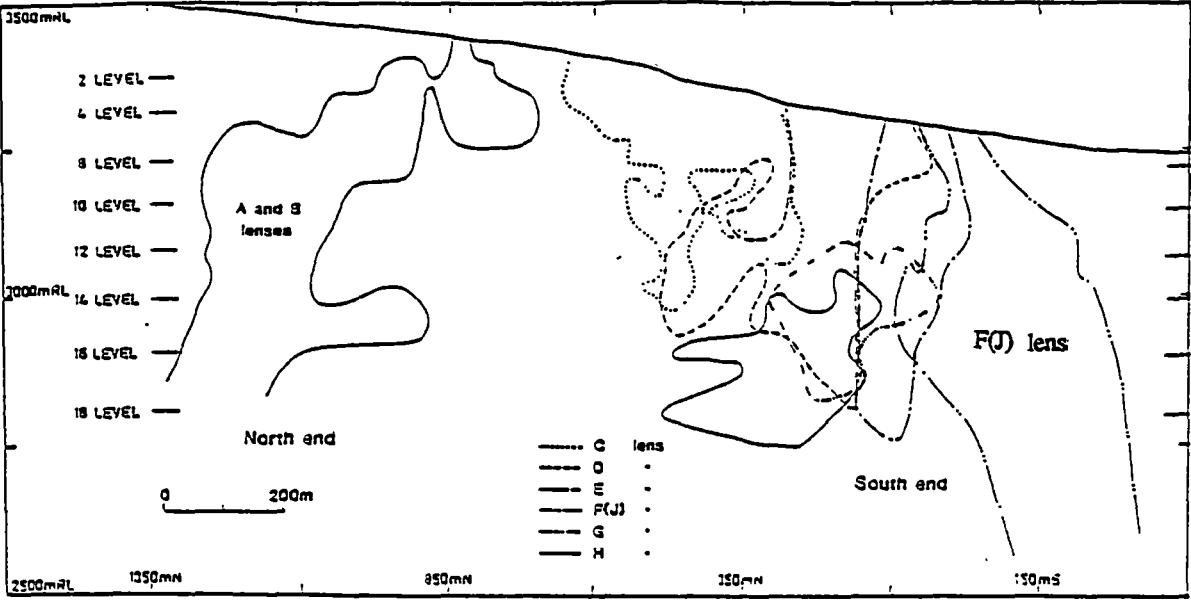 3500mRL
2 LEVEL
4 LEVEL
8 LEVEL
10 LEVEL
12 LEVEL
3000mRL
14 LEVEL
16 LEVEL
18 LEVEL
A and B
lenses
North end
0 200m
F(J) lens
South end
C lens
D "
E "
F(J) "
G "
H "
2500mRL
1350mN
850mN
350mN
150mS